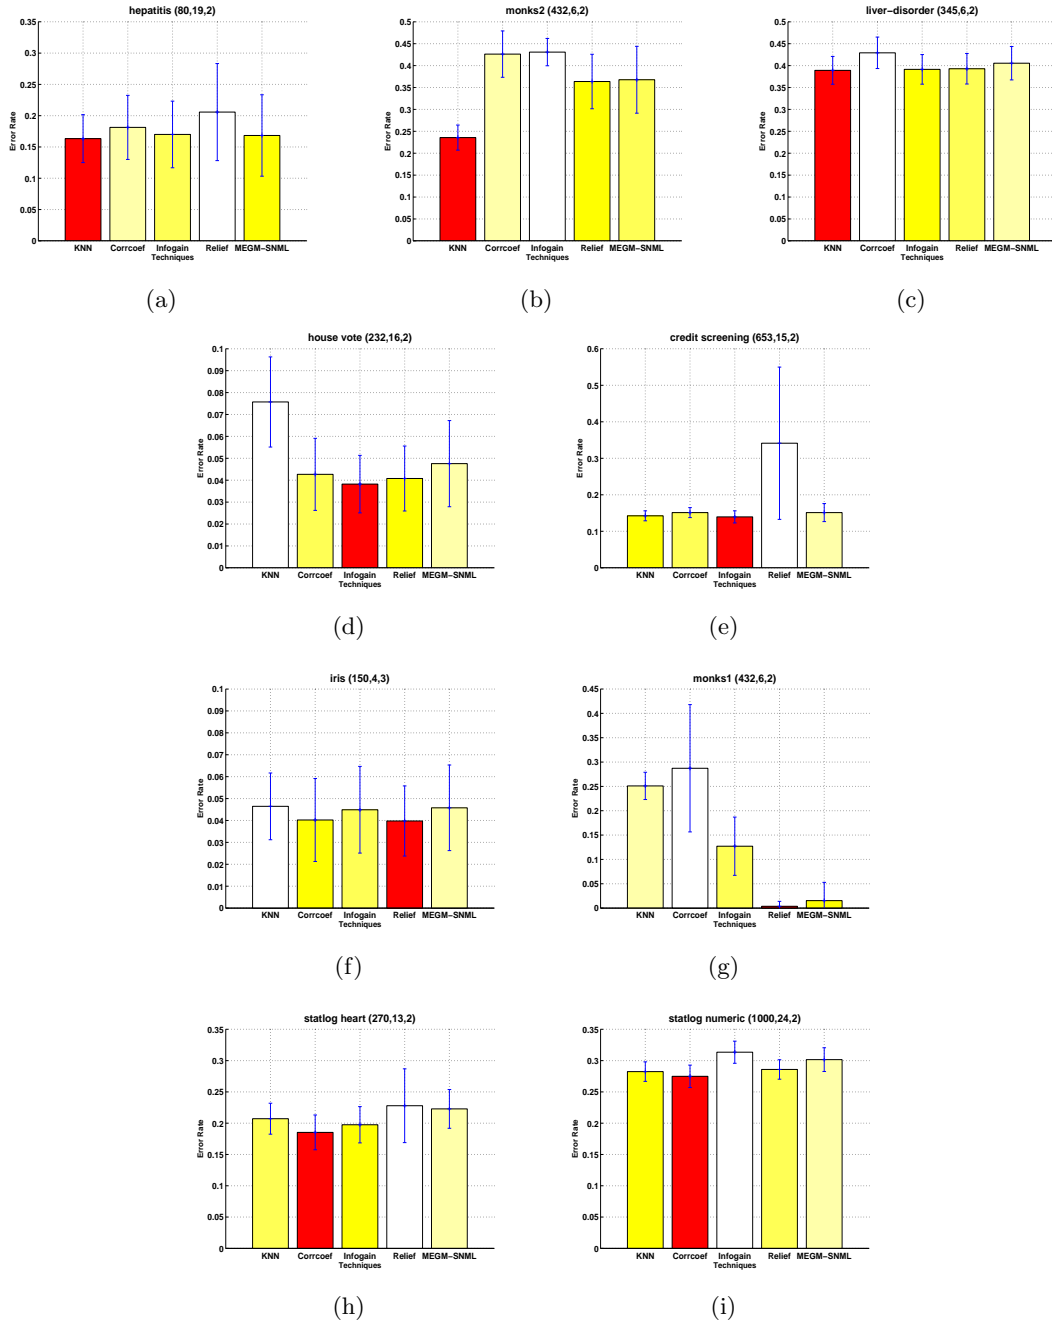 hepatitis (80,19,2)
0.35
0.3
0.25
0.2
0.15
0.1
0.05
0
Error Rate
KNN Corrcoef Infogain Relief MEGM−SNML
Techniques
(a)
monks2 (432,6,2)
0.5
0.45
0.4
0.35
0.3
0.25
0.2
0.15
0.1
0.05
0
Error Rate
KNN Corrcoef Infogain Relief MEGM−SNML
Techniques
(b)
liver−disorder (345,6,2)
0.5
0.45
0.4
0.35
0.3
0.25
0.2
0.15
0.1
0.05
0
Error Rate
KNN Corrcoef Infogain Relief MEGM−SNML
Techniques
(c)
house vote (232,16,2)
0.1
0.09
0.08
0.07
0.06
0.05
0.04
0.03
0.02
0.01
0
Error Rate
KNN Corrcoef Infogain Relief MEGM−SNML
Techniques
(d)
credit screening (653,15,2)
0.6
0.5
0.4
0.3
0.2
0.1
0
Error Rate
KNN Corrcoef Infogain Relief MEGM−SNML
Techniques
(e)
iris (150,4,3)
0.1
0.09
0.08
0.07
0.06
0.05
0.04
0.03
0.02
0.01
0
Error Rate
KNN Corrcoef Infogain Relief MEGM−SNML
Techniques
(f)
monks1 (432,6,2)
0.45
0.4
0.35
0.3
0.25
0.2
0.15
0.1
0.05
0
Error Rate
KNN Corrcoef Infogain Relief MEGM−SNML
Techniques
(g)
statlog heart (270,13,2)
0.35
0.3
0.25
0.2
0.15
0.1
0.05
0
Error Rate
KNN Corrcoef Infogain Relief MEGM−SNML
Techniques
(h)
statlog numeric (1000,24,2)
0.35
0.3
0.25
0.2
0.15
0.1
0.05
0
Error Rate
KNN Corrcoef Infogain Relief MEGM−SNML
Techniques
(i)